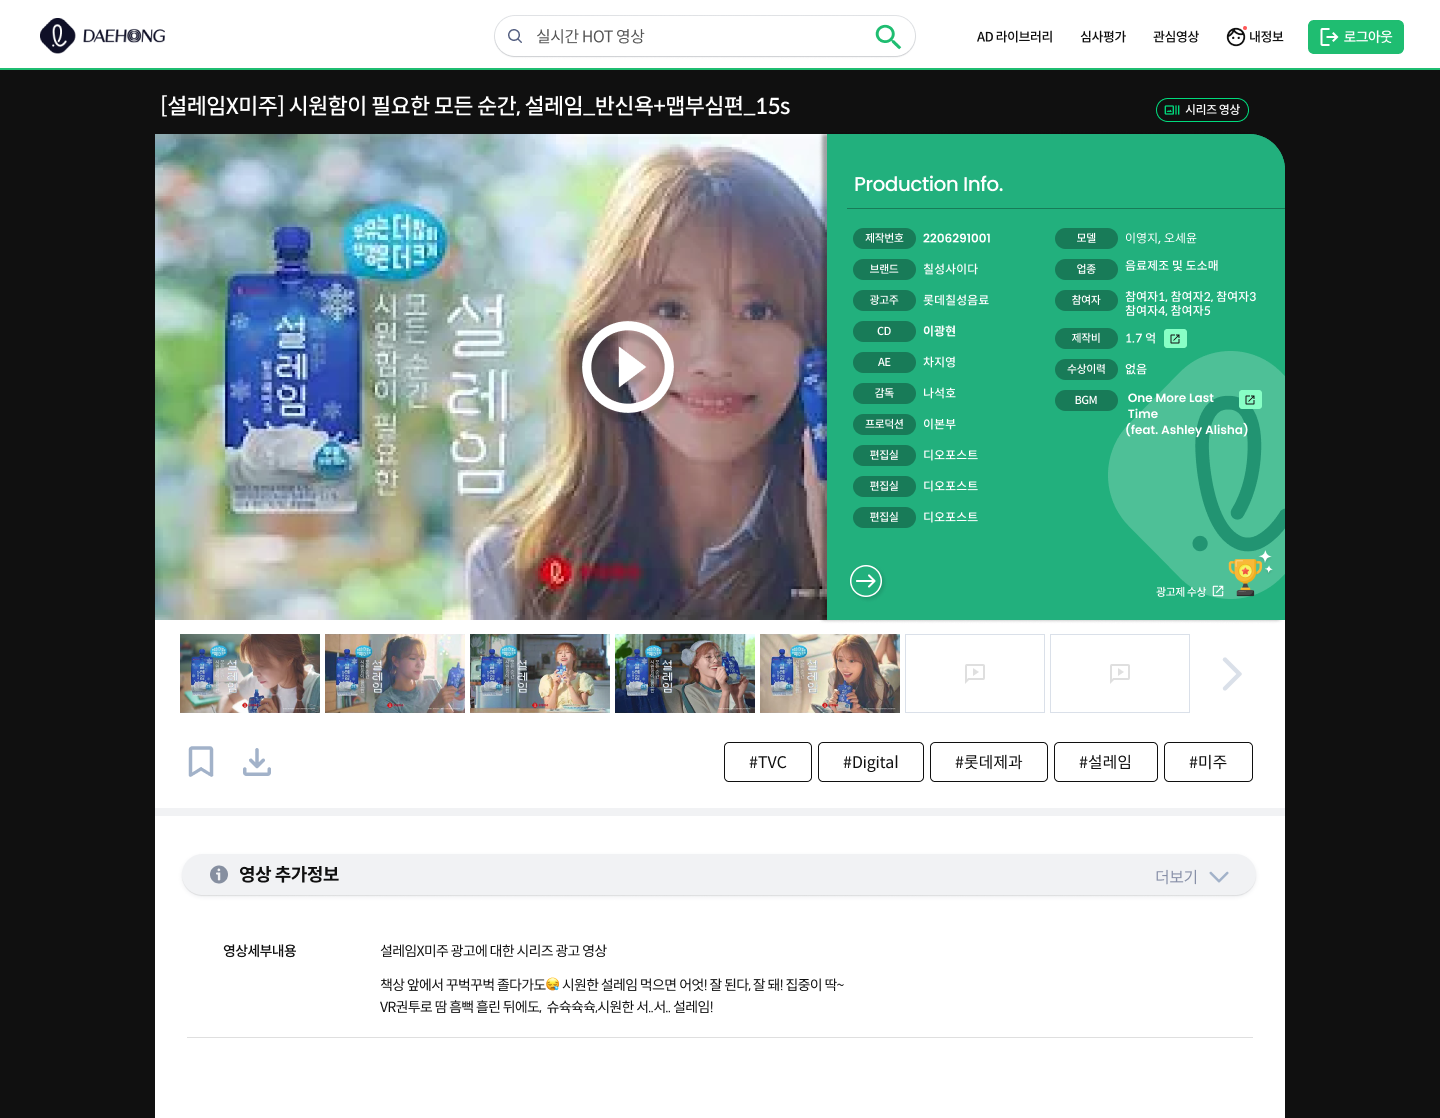 DAEHONG
실시간 HOT 영상
AD 라이브러리
심사평가
관심영상
내정보
로그아웃
[설레임X미주] 시원함이 필요한 모든 순간, 설레임_반신욕+맵부심편_15s
시리즈 영상
우유는 더 많이
쿨은 더 크게
설레임
모든 순간
시원함이 필요한
설레임
Production Info.
제작번호 2206291001
브랜드 칠성사이다
광고주 롯데칠성음료
CD 이광현
AE 차지영
감독 나석호
프로덕션 이본부
편집실 디오포스트
편집실 디오포스트
편집실 디오포스트
모델 이영지, 오세윤
업종 음료제조 및 도소매
참여자 참여자1, 참여자2, 참여자3
참여자4, 참여자5
제작비 1.7 억
수상이력 없음
BGM One More Last
Time
(feat. Ashley Alisha)
광고제 수상
설레임
설레임
설레임
설레임
설레임
#TVC
#Digital
#롯데제과
#설레임
#미주
영상 추가정보
더보기
영상세부내용
설레임X미주 광고에 대한 시리즈 광고 영상
책상 앞에서 꾸벅꾸벅 졸다가도😪 시원한 설레임 먹으면 어엇! 잘 된다, 잘 돼! 집중이 딱~
VR권투로 땀 흠뻑 흘린 뒤에도,  슈슉슉슉,시원한 서..서.. 설레임!